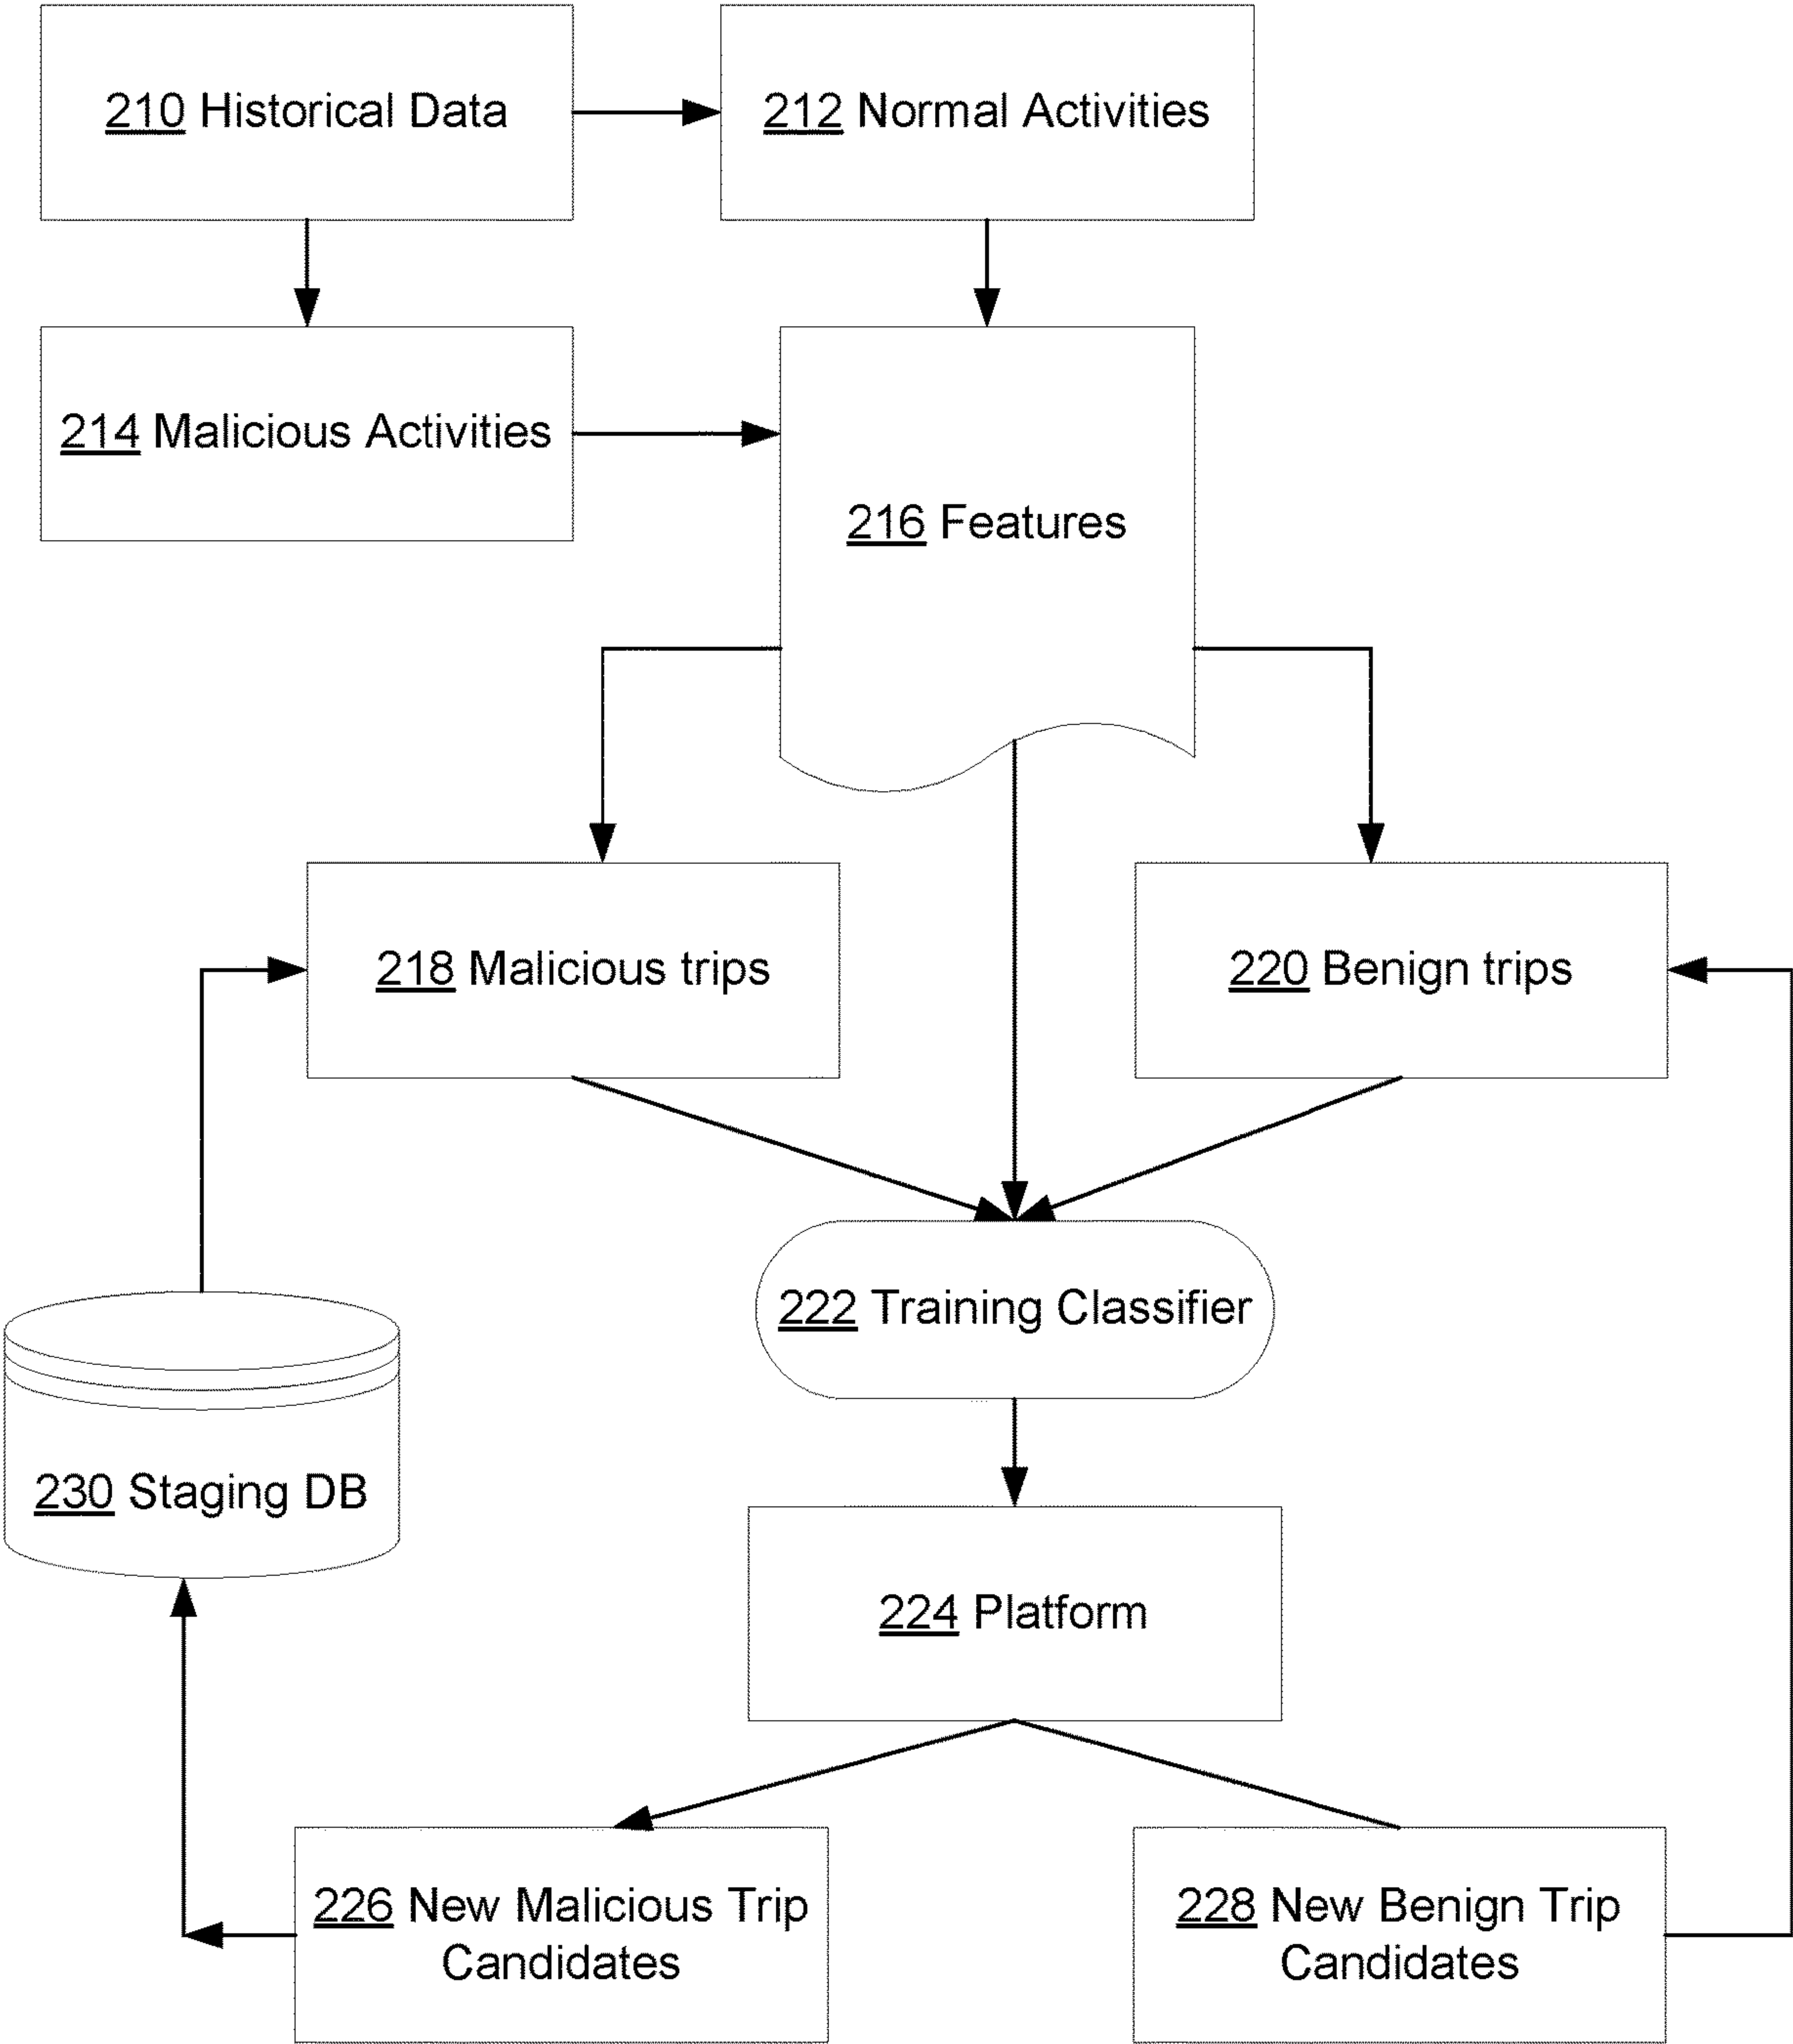 210 Historical Data
212 Normal Activities
214 Malicious Activities
216 Features
218 Malicious trips
220 Benign trips
222 Training Classifier
230 Staging DB
224 Platform
226 New Malicious Trip
Candidates
228 New Benign Trip
Candidates